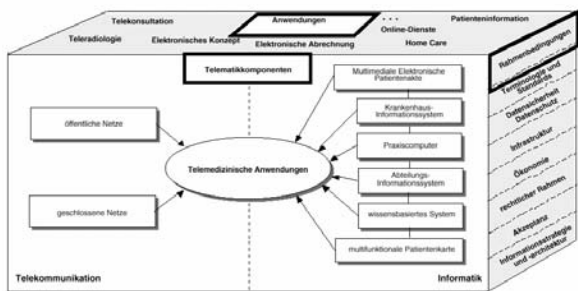 Telekonsultation
Anwendungen
. . .
Patienteninformation
Online-Dienste
Teleradiologie
Elektronisches Konzept
Elektronische Abrechnung
Home Care
Telematikkomponenten
Multimediale Elektronische
Patientenakte
Krankenhaus-
Informationssystem
öffentliche Netze
Praxiscomputer
Telemedizinische Anwendungen
Abteilungs-
Informationssystem
geschlossene Netze
wissensbasiertes System
multifunktionale Patientenkarte
Telekommunikation
Informatik
Rahmenbedingungen
Terminologie und
Standards
Datensicherheit
Datenschutz
Infrastruktur
Ökonomie
rechtlicher Rahmen
Akzeptanz
Informationsstrategie
und -architektur